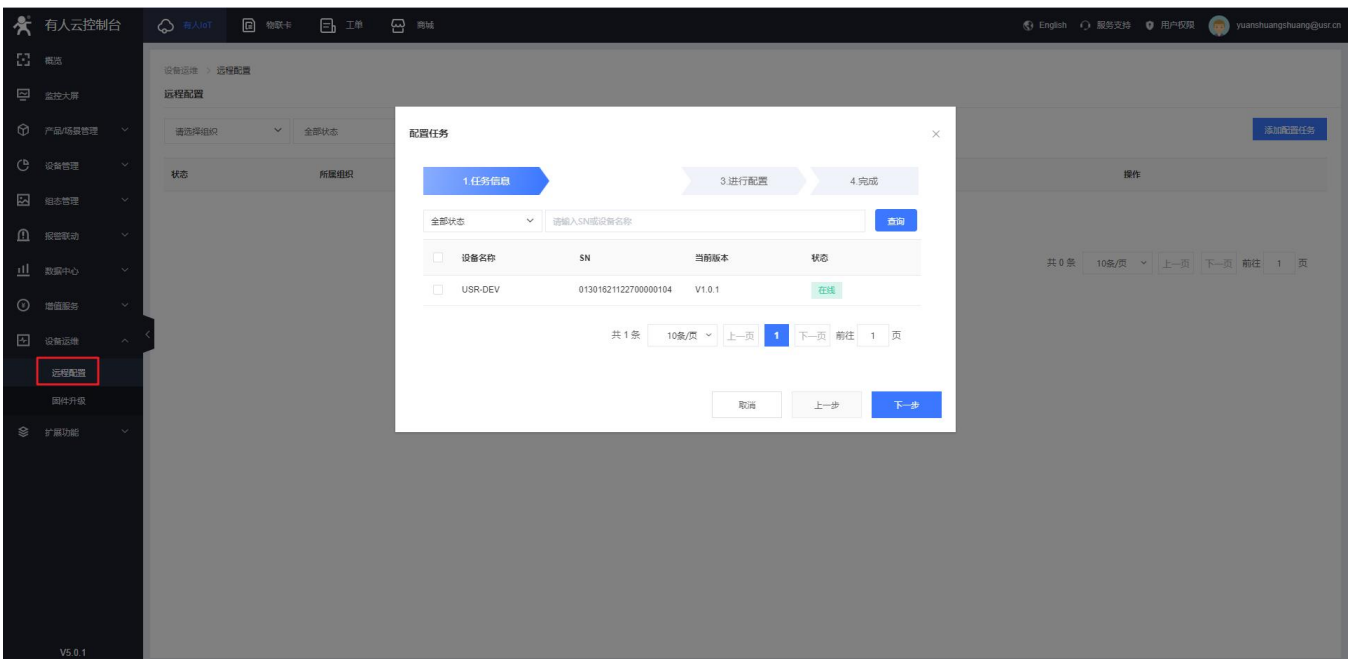 有人云控制台
有人IoT 物联卡 工单 商城 English 服务支持 用户权限 yuanshuangshuang@usr.cn
概览
监控大屏
产品/场景管理
设备管理
组态管理
报警联动
数据中心
增值服务
设备运维
远程配置
固件升级
扩展功能
V5.0.1
设备运维 > 远程配置
远程配置
请选择组织 全部状态 添加配置任务
状态 所属组织 操作
共 0 条 10条/页 上一页 下一页 前往 1 页
配置任务
1.任务信息 3.进行配置 4.完成
全部状态 请输入SN或设备名称 查询
设备名称 SN 当前版本 状态
USR-DEV 01301621122700000104 V1.0.1 在线
共 1 条 10条/页 上一页 1 下一页 前往 1 页
取消 上一步 下一步